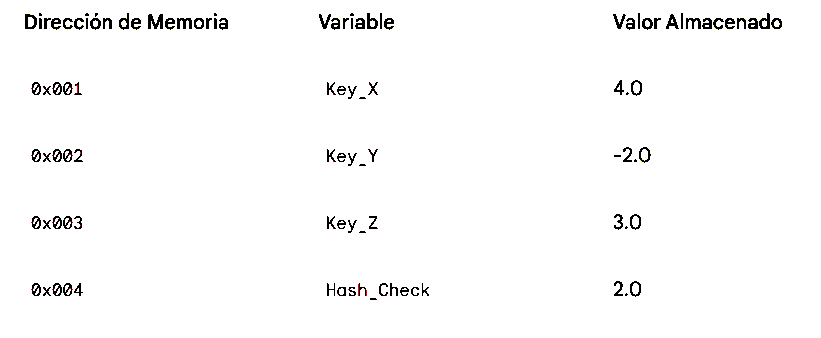 Dirección de Memoria Variable Valor Almacenado
0x001 Key_X 4.0
0x002 Key_Y -2.0
0x003 Key_Z 3.0
0x004 Hash_Check 2.0